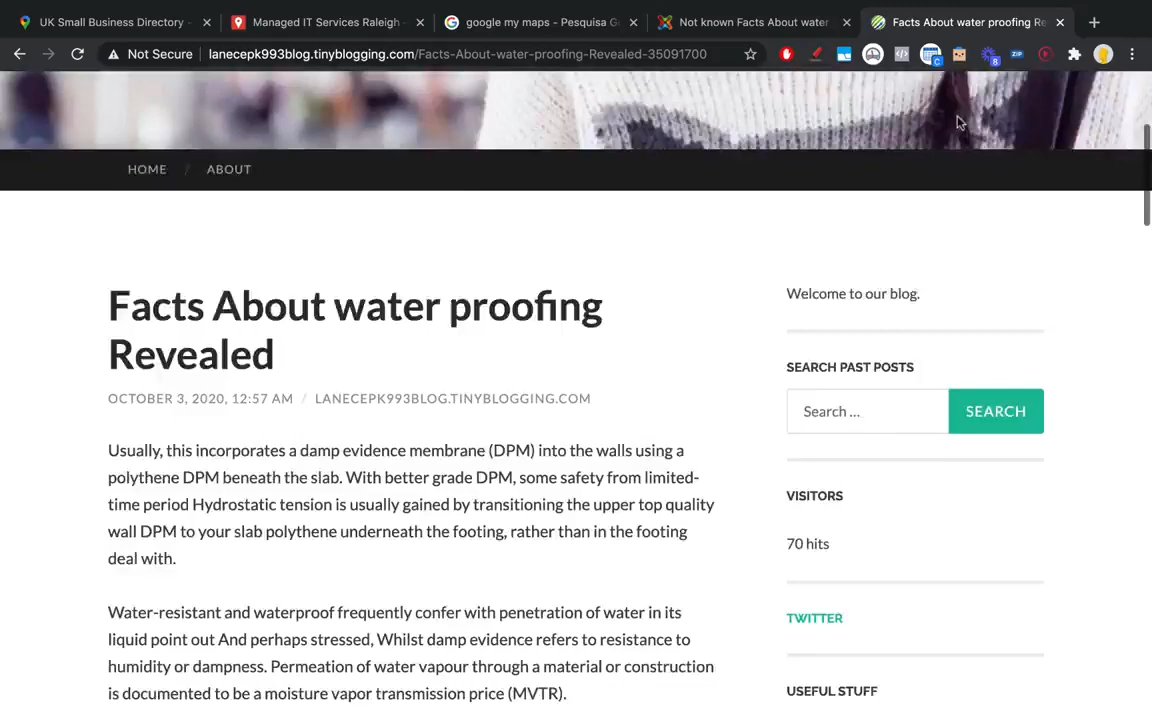 UK Small Business Directory -
Managed IT Services Raleigh -
google my maps - Pesquisa G
Not known Facts About water
Facts About water proofing Re
Not Secure
lanecepk993blog.tinyblogging.com/Facts-About-water-proofing-Revealed-35091700
C
8
ZIP
HOME / ABOUT
Facts About water proofing
Revealed
OCTOBER 3, 2020, 12:57 AM / LANECEPK993BLOG.TINYBLOGGING.COM
Usually, this incorporates a damp evidence membrane (DPM) into the walls using a
polythene DPM beneath the slab. With better grade DPM, some safety from limited-
time period Hydrostatic tension is usually gained by transitioning the upper top quality
wall DPM to your slab polythene underneath the footing, rather than in the footing
deal with.
Water-resistant and waterproof frequently confer with penetration of water in its
liquid point out And perhaps stressed, Whilst damp evidence refers to resistance to
humidity or dampness. Permeation of water vapour through a material or construction
is documented to be a moisture vapor transmission price (MVTR).
Welcome to our blog.
SEARCH PAST POSTS
Search ...
SEARCH
VISITORS
70 hits
TWITTER
USEFUL STUFF